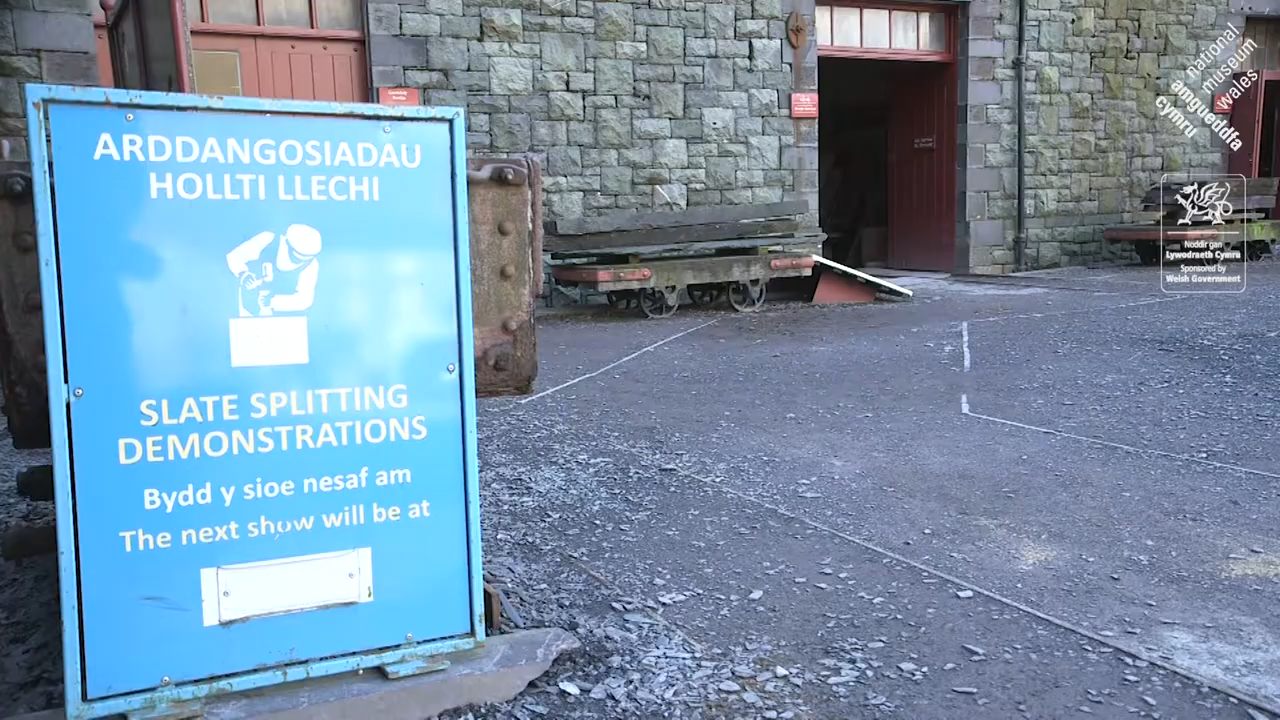 ARDDANGOSIADAU
HOLLTI LLECHI
SLATE SPLITTING
DEMONSTRATIONS
Bydd y sioe nesaf am
The next show will be at
national
museum
wales
amgueddfa
cymru
Noddir gan
Lywodraeth Cymru
Sponsored by
Welsh Government